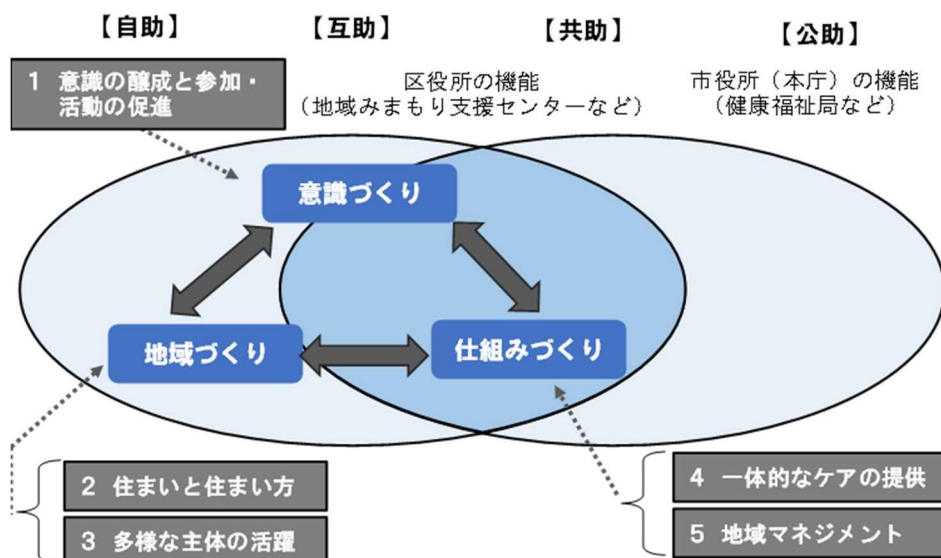 【自助】 【互助】 【共助】 【公助】
1 意識の醸成と参加・
活動の促進
区役所の機能
（地域みまもり支援センターなど）
市役所（本庁）の機能
（健康福祉局など）
意識づくり
地域づくり
仕組みづくり
2 住まいと住まい方
3 多様な主体の活躍
4 一体的なケアの提供
5 地域マネジメント